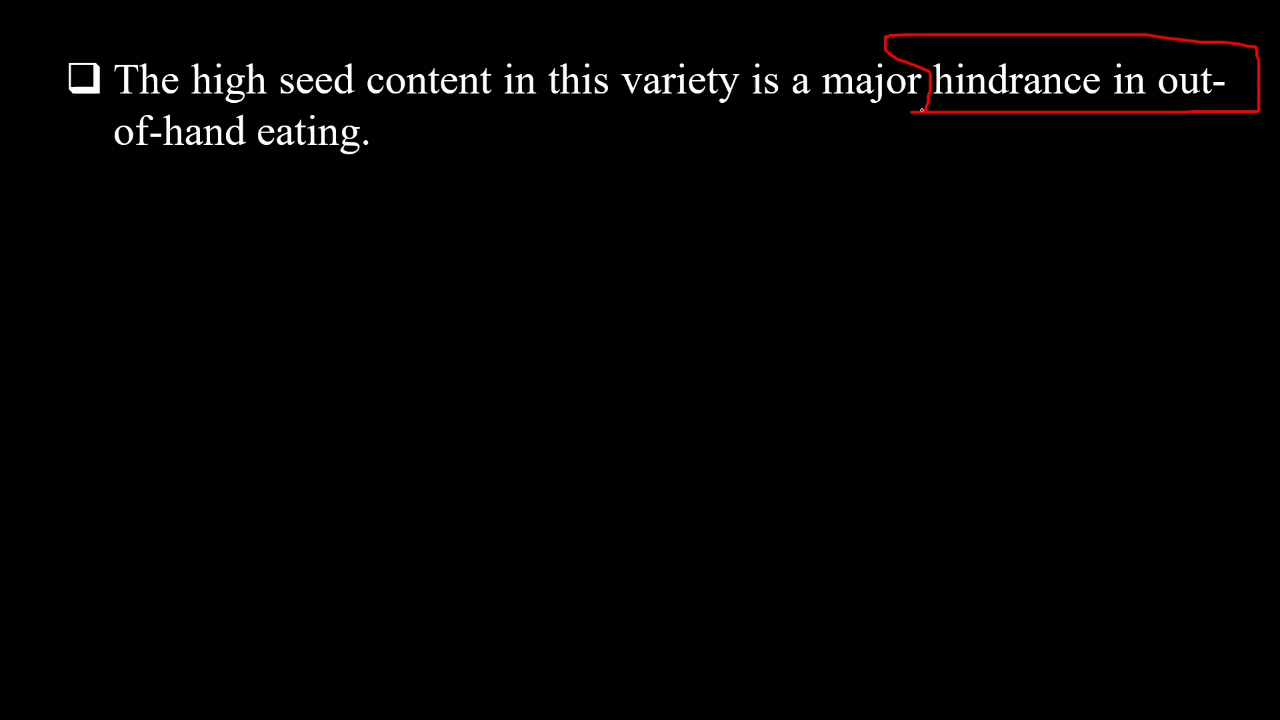 ❑ The high seed content in this variety is a major hindrance in out-
of-hand eating.